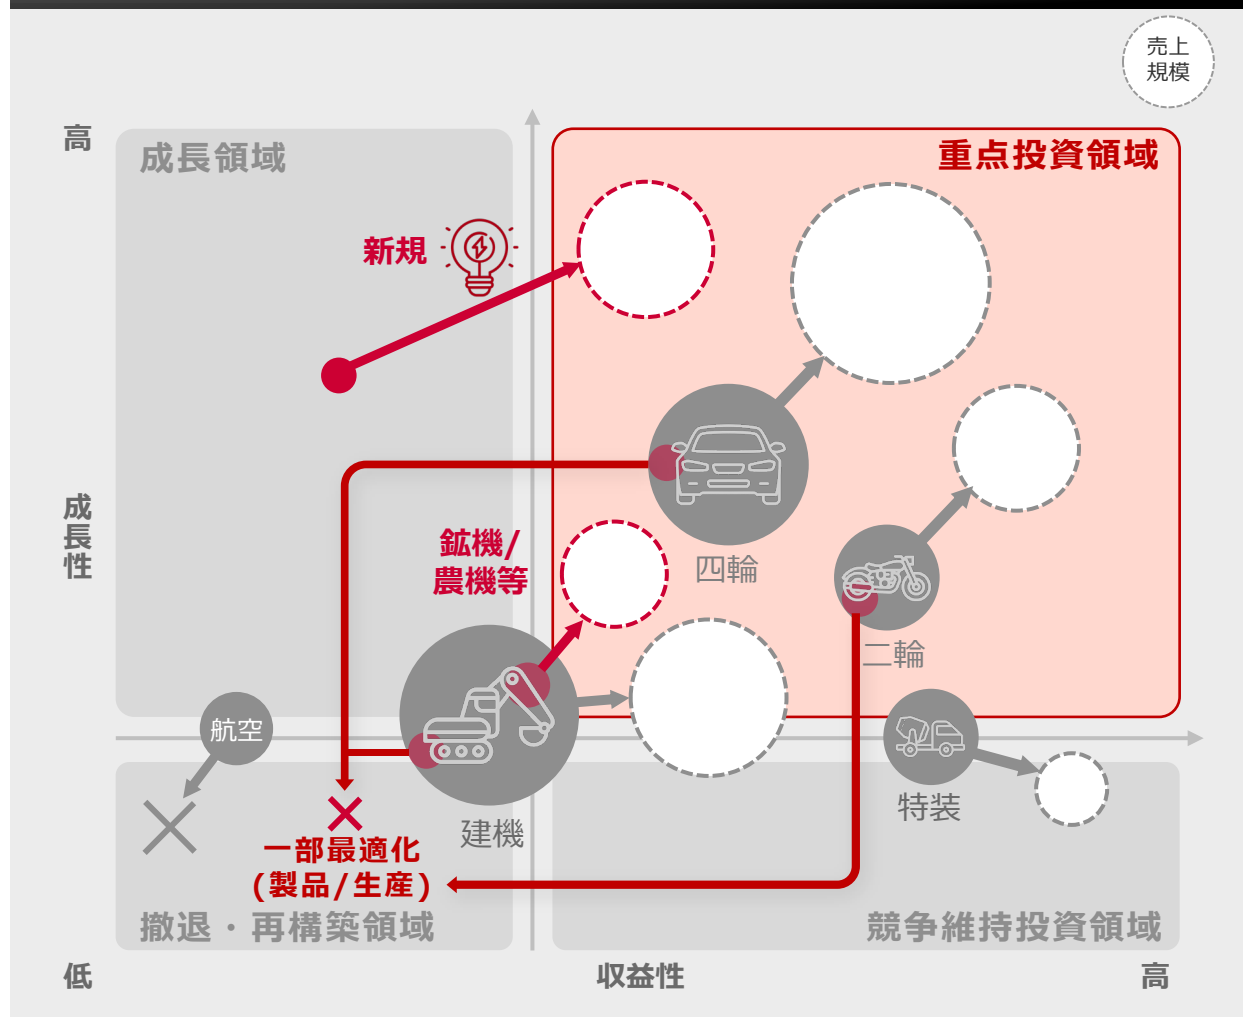 売上
規模
高
成長領域
重点投資領域
新規
成
長
性
鉱機/
農機等
四輪
二輪
航空
建機
特装
一部最適化
(製品/生産)
撤退・再構築領域
競争維持投資領域
低
収益性
高